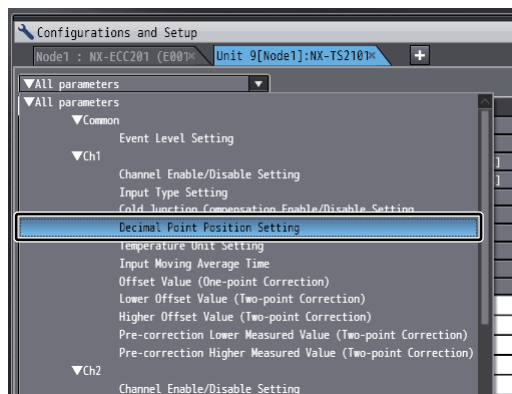 Configurations and Setup
Node1 : NX-ECC201 (E001× Unit 9[Node1]:NX-TS2101× +
▼All parameters ▼
▼All parameters
▼Common
Event Level Setting
▼Ch1
Channel Enable/Disable Setting
Input Type Setting
Cold Junction Compensation Enable/Disable Setting
Decimal Point Position Setting
Temperature Unit Setting
Input Moving Average Time
Offset Value (One-point Correction)
Lower Offset Value (Two-point Correction)
Higher Offset Value (Two-point Correction)
Pre-correction Lower Measured Value (Two-point Correction)
Pre-correction Higher Measured Value (Two-point Correction)
▼Ch2
Channel Enable/Disable Setting